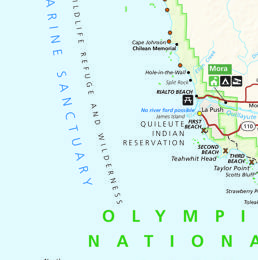 ILDLIFE REFUGE AND WILDERNESS
ARINE SANCTUARY
Cape Johnson
Chilean Memorial
Hole-in-the-Wall
Split Rock
Mora
RIALTO BEACH
No river ford possible
James Island
La Push
Mo
QUILEUTE
INDIAN
RESERVATION
FIRST
BEACH
110
SECOND
BEACH
Teahwhit Head
THIRD
BEACH
Taylor Point
Scotts Bluff
Strawberry P
Tolea
OLYMPI
NATIONA